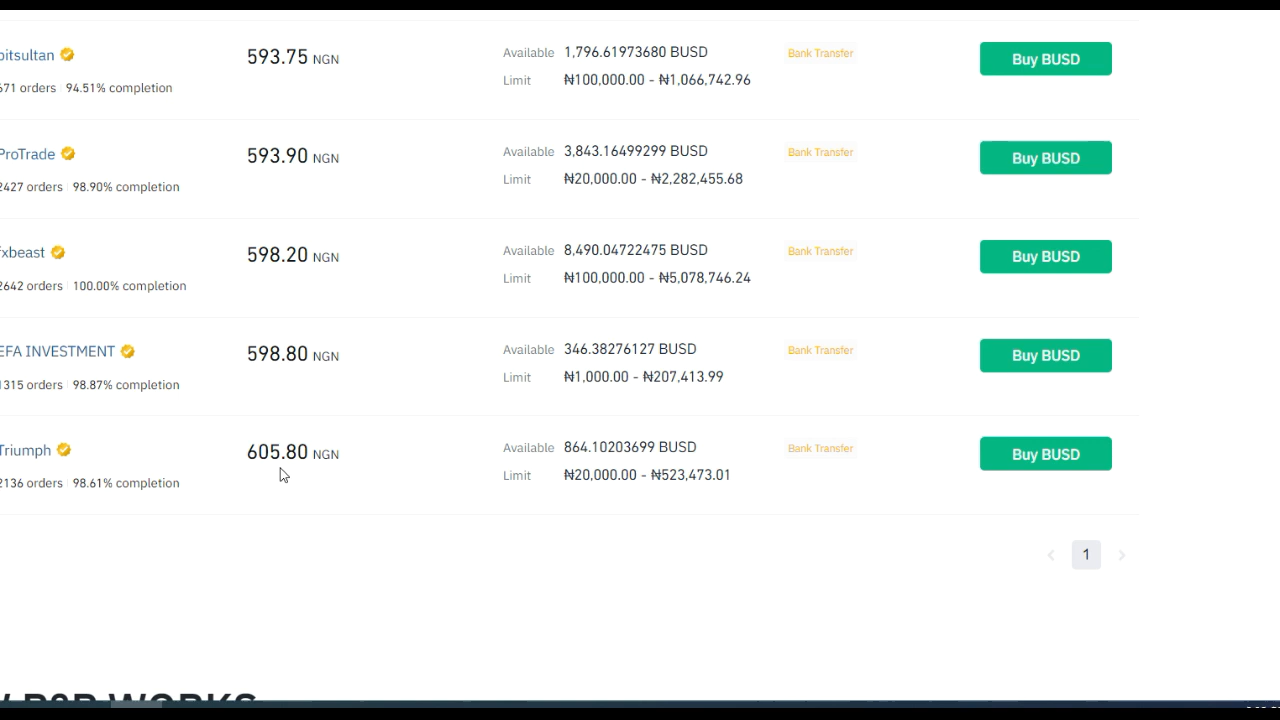 bitsultan
593.75 NGN
Available 1,796.61973680 BUSD
Bank Transfer
Buy BUSD
671 orders 94.51% completion
Limit ₦100,000.00 - ₦1,066,742.96
ProTrade
593.90 NGN
Available 3,843.16499299 BUSD
Bank Transfer
Buy BUSD
2427 orders 98.90% completion
Limit ₦20,000.00 - ₦2,282,455.68
fxbeast
598.20 NGN
Available 8,490.04722475 BUSD
Bank Transfer
Buy BUSD
2642 orders 100.00% completion
Limit ₦100,000.00 - ₦5,078,746.24
EFA INVESTMENT
598.80 NGN
Available 346.38276127 BUSD
Bank Transfer
Buy BUSD
1315 orders 98.87% completion
Limit ₦1,000.00 - ₦207,413.99
Triumph
605.80 NGN
Available 864.10203699 BUSD
Bank Transfer
Buy BUSD
2136 orders 98.61% completion
Limit ₦20,000.00 - ₦523,473.01
1
P2P WORKS